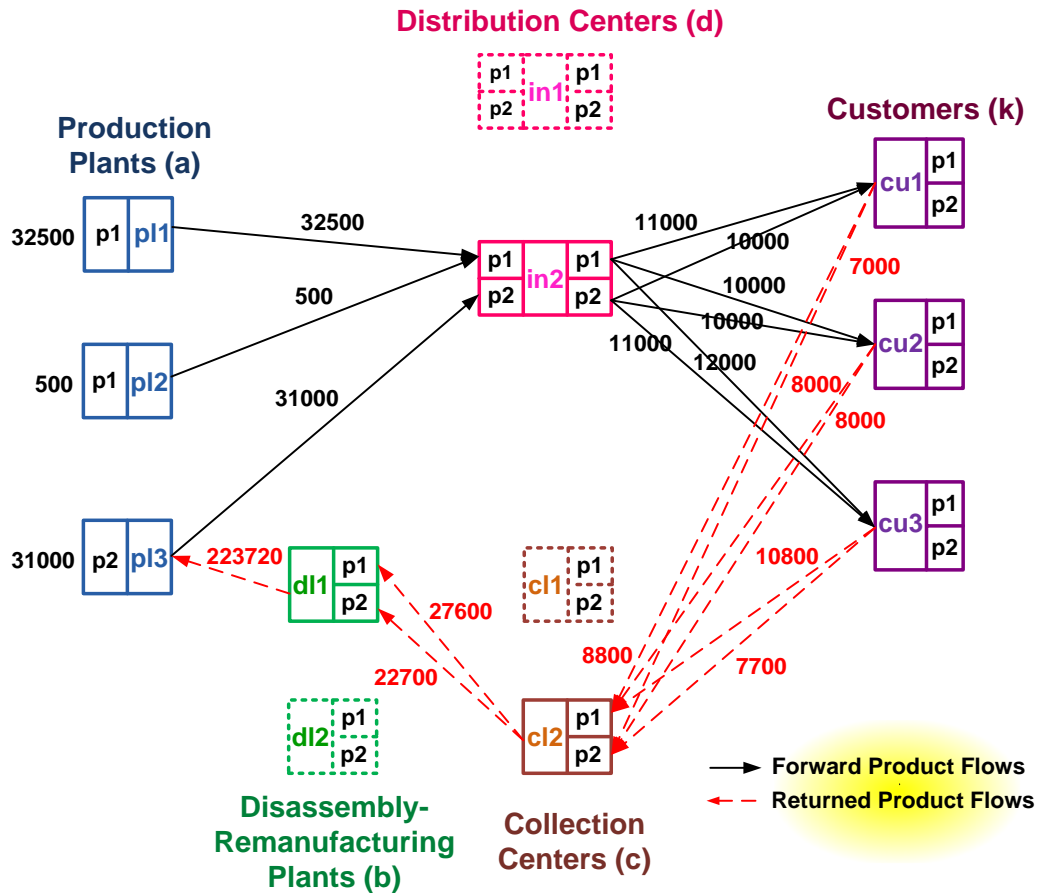 Distribution Centers (d)
p1 in1 p1
p2 p2
Customers (k)
Production
Plants (a)
p1
cu1
p2
32500 p1 pl1
32500
11000
10000
7000
p1 in2 p1
p2 p2
500
10000
10000
11000
12000
p1
cu2
p2
500 p1 pl2
31000
8000
8000
p1
cu3
p2
31000 p2 pl3
223720
p1
dl1
p2
p1
cl1
p2
10800
27600
22700
8800
7700
p1
dl2
p2
p1
cl2
p2
Forward Product Flows
Returned Product Flows
Disassembly-
Remanufacturing
Plants (b)
Collection
Centers (c)